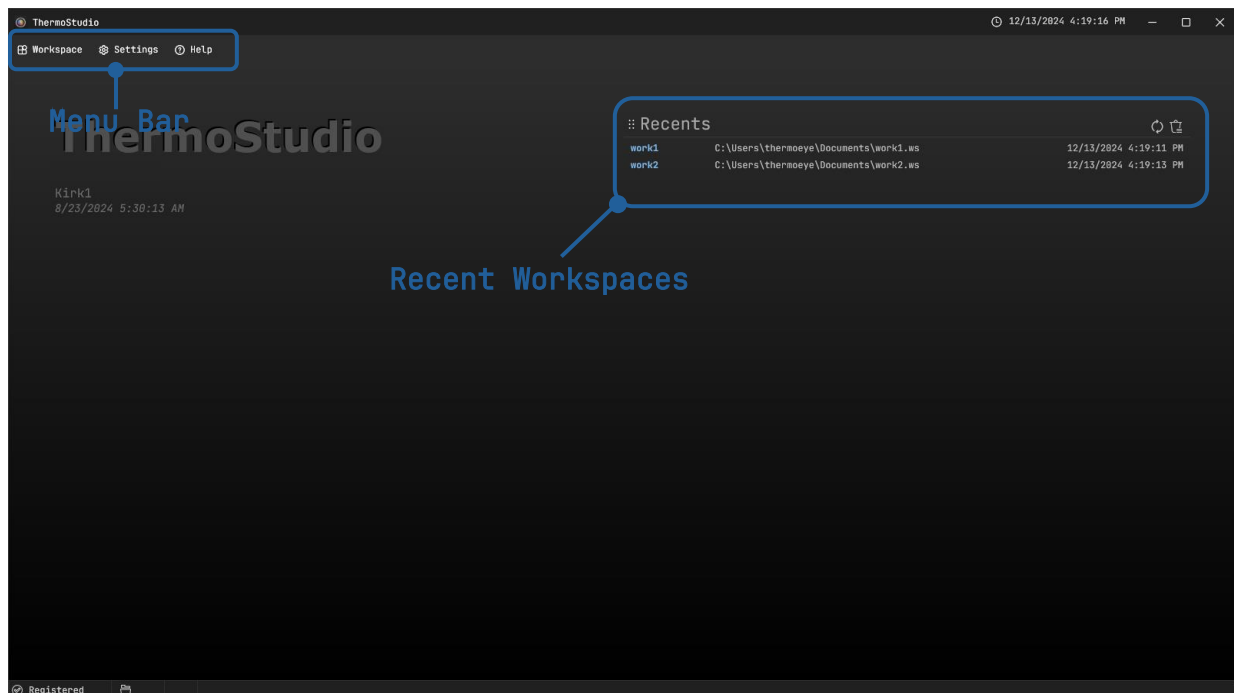 ThermoStudio
12/13/2024 4:19:16 PM
Workspace Settings Help
Menu Bar
ThermoStudio
Kirk1
8/23/2024 5:30:13 AM
Recents
work1 C:\Users\thermoeye\Documents\work1.ws 12/13/2024 4:19:11 PM
work2 C:\Users\thermoeye\Documents\work2.ws 12/13/2024 4:19:13 PM
Recent Workspaces
Registered